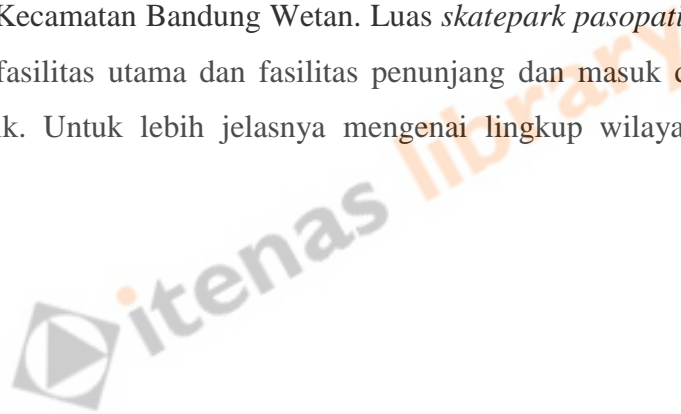 Kecamatan Bandung Wetan. Luas skatepark pasopati
fasilitas utama dan fasilitas penunjang dan masuk
Untuk lebih jelasnya mengenai lingkup
itenas library